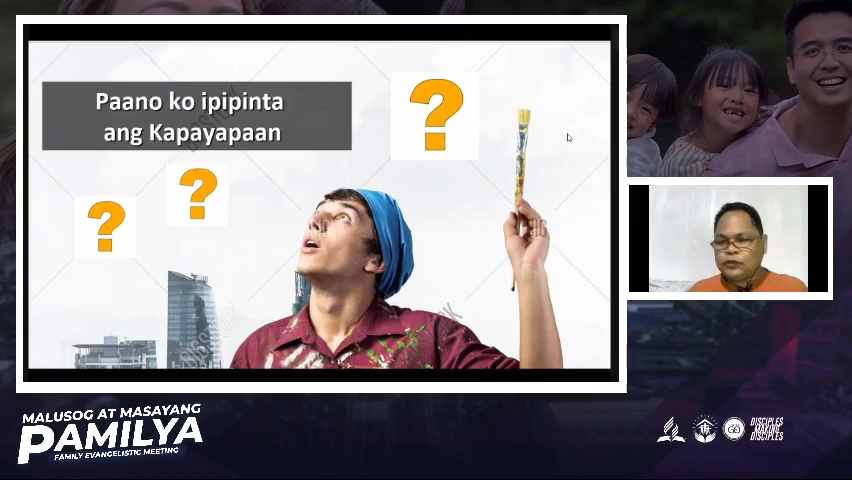 Paano ko ipipinta
ang Kapayapaan
?
?
?
MALUSOG AT MASAYANG
PAMILYA
FAMILY EVANGELISTIC MEETING
DISCIPLES
MAKING
DISCIPLES